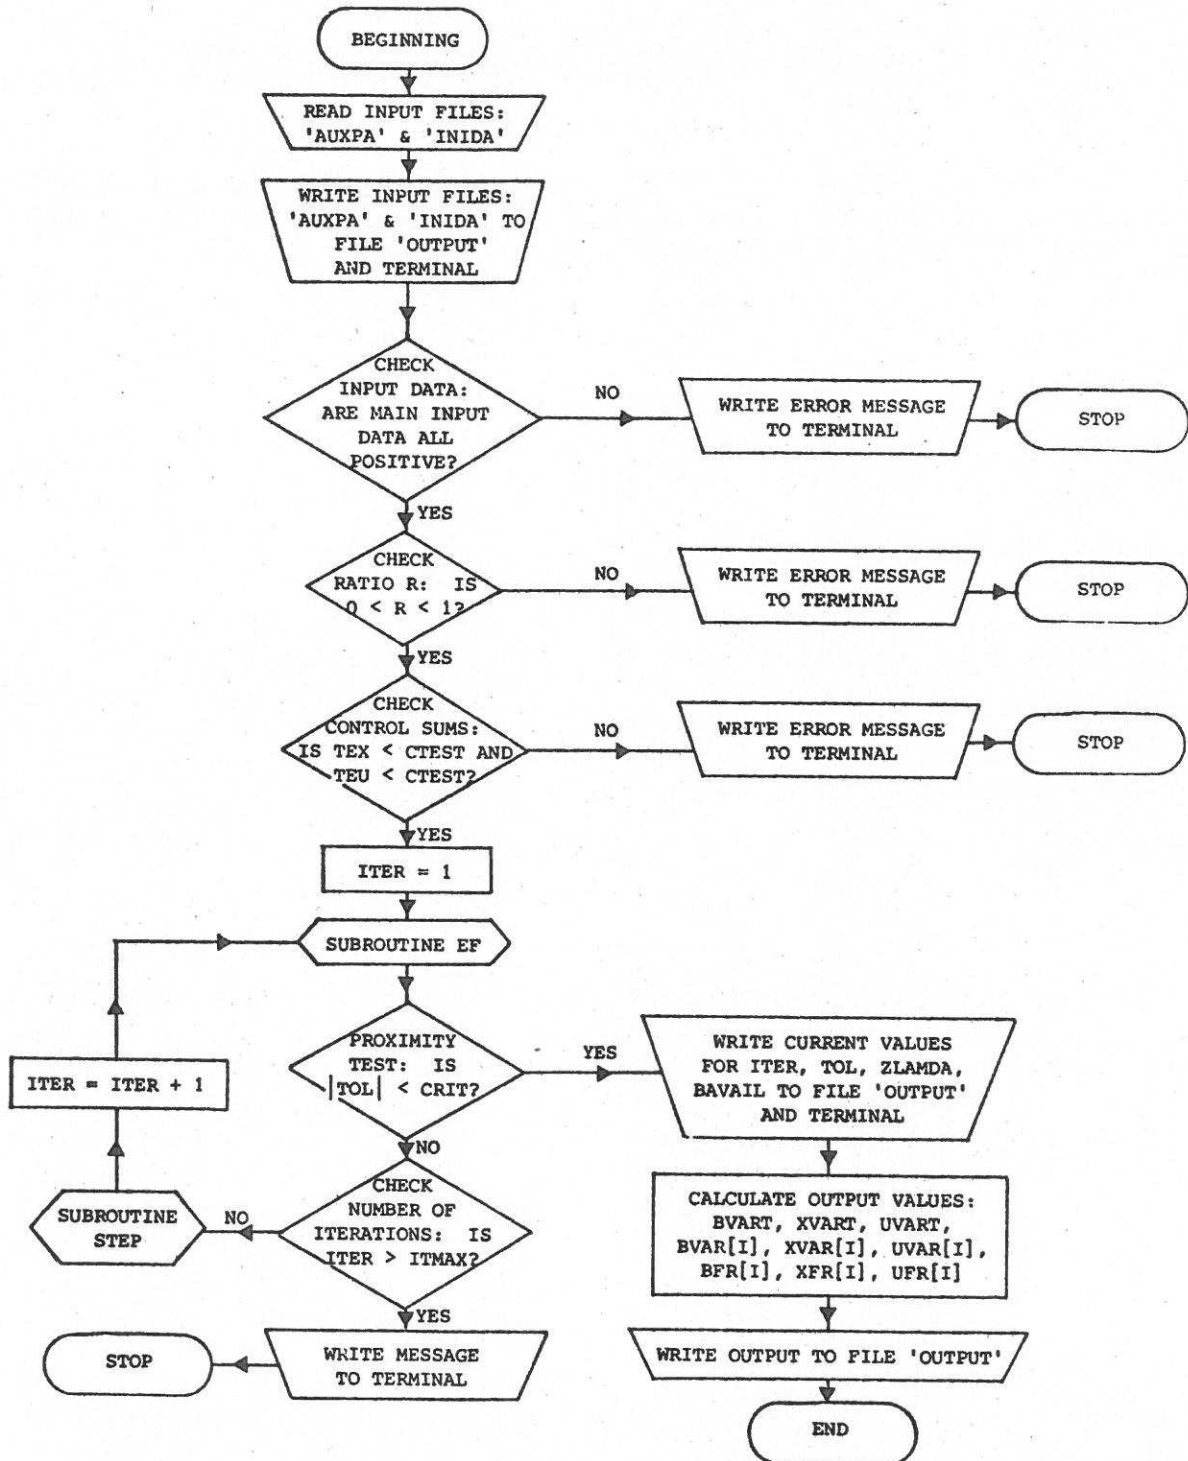 BEGINNING
READ INPUT FILES:
'AUXPA' & 'INIDA'
WRITE INPUT FILES:
'AUXPA' & 'INIDA' TO
FILE 'OUTPUT'
AND TERMINAL
CHECK
INPUT DATA:
ARE MAIN INPUT
DATA ALL
POSITIVE?
NO
WRITE ERROR MESSAGE
TO TERMINAL
STOP
YES
CHECK
RATIO R: IS
0 < R < 1?
NO
WRITE ERROR MESSAGE
TO TERMINAL
STOP
YES
CHECK
CONTROL SUMS:
IS TEX < CTEST AND
TEU < CTEST?
NO
WRITE ERROR MESSAGE
TO TERMINAL
STOP
YES
ITER = 1
SUBROUTINE EF
PROXIMITY
TEST: IS
|TOL| < CRIT?
YES
WRITE CURRENT VALUES
FOR ITER, TOL, ZLAMDA,
BAVAIL TO FILE 'OUTPUT'
AND TERMINAL
ITER = ITER + 1
NO
CHECK
NUMBER OF
ITERATIONS: IS
ITER > ITMAX?
NO
SUBROUTINE
STEP
CALCULATE OUTPUT VALUES:
BVART, XVART, UVART,
BVAR[I], XVAR[I], UVAR[I],
BFR[I], XFR[I], UFR[I]
YES
WRITE MESSAGE
TO TERMINAL
STOP
WRITE OUTPUT TO FILE 'OUTPUT'
END